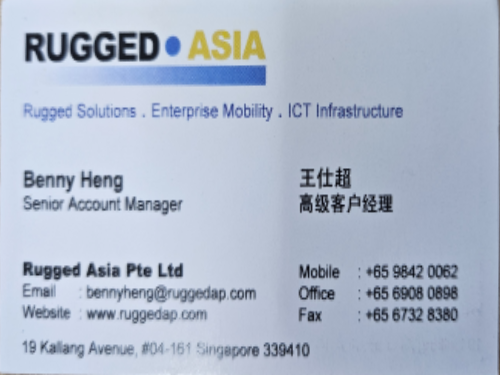 RUGGED • ASIA
Rugged Solutions . Enterprise Mobility . ICT Infrastructure
Benny Heng 王仕超
Senior Account Manager 高级客户经理
Rugged Asia Pte Ltd Mobile : +65 9842 0062
Email : bennyheng@ruggedap.com Office : +65 6908 0898
Website : www.ruggedap.com Fax : +65 6732 8380
19 Kallang Avenue, #04-161 Singapore 339410